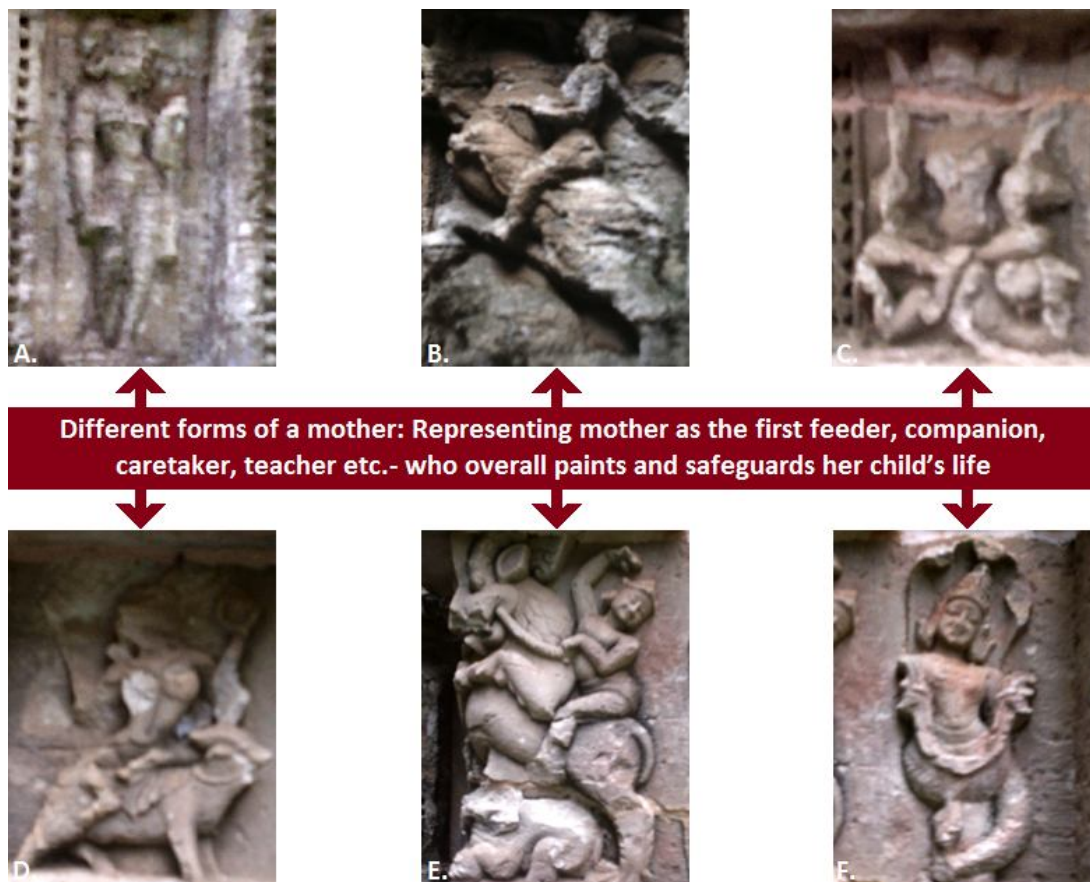 A.
B.
C.
Different forms of a mother: Representing mother as the first feeder, companion,
caretaker, teacher etc.- who overall paints and safeguards her child’s life
D.
E.
F.